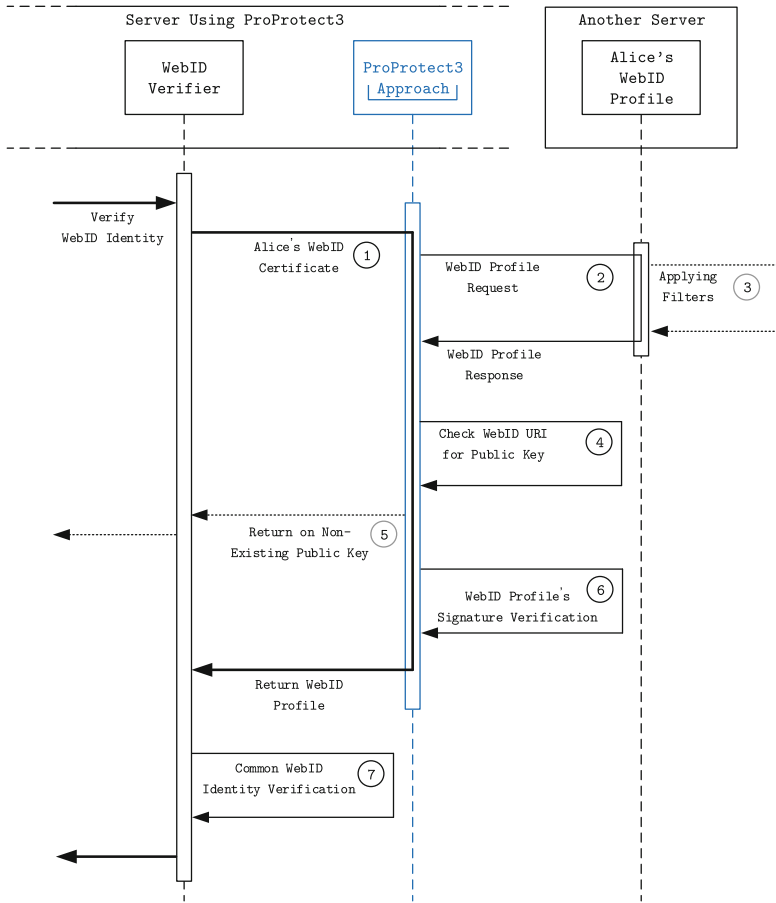 Server Using ProProtect3
Another Server
WebID
Verifier
ProProtect3
Approach
Alice's
WebID
Profile
Verify
WebID Identity
Alice's WebID
Certificate
1
WebID Profile
Request
2
Applying
Filters
3
WebID Profile
Response
Check WebID URI
for Public Key
4
Return on Non-
Existing Public Key
5
WebID Profile's
Signature Verification
6
Return WebID
Profile
Common WebID
Identity Verification
7